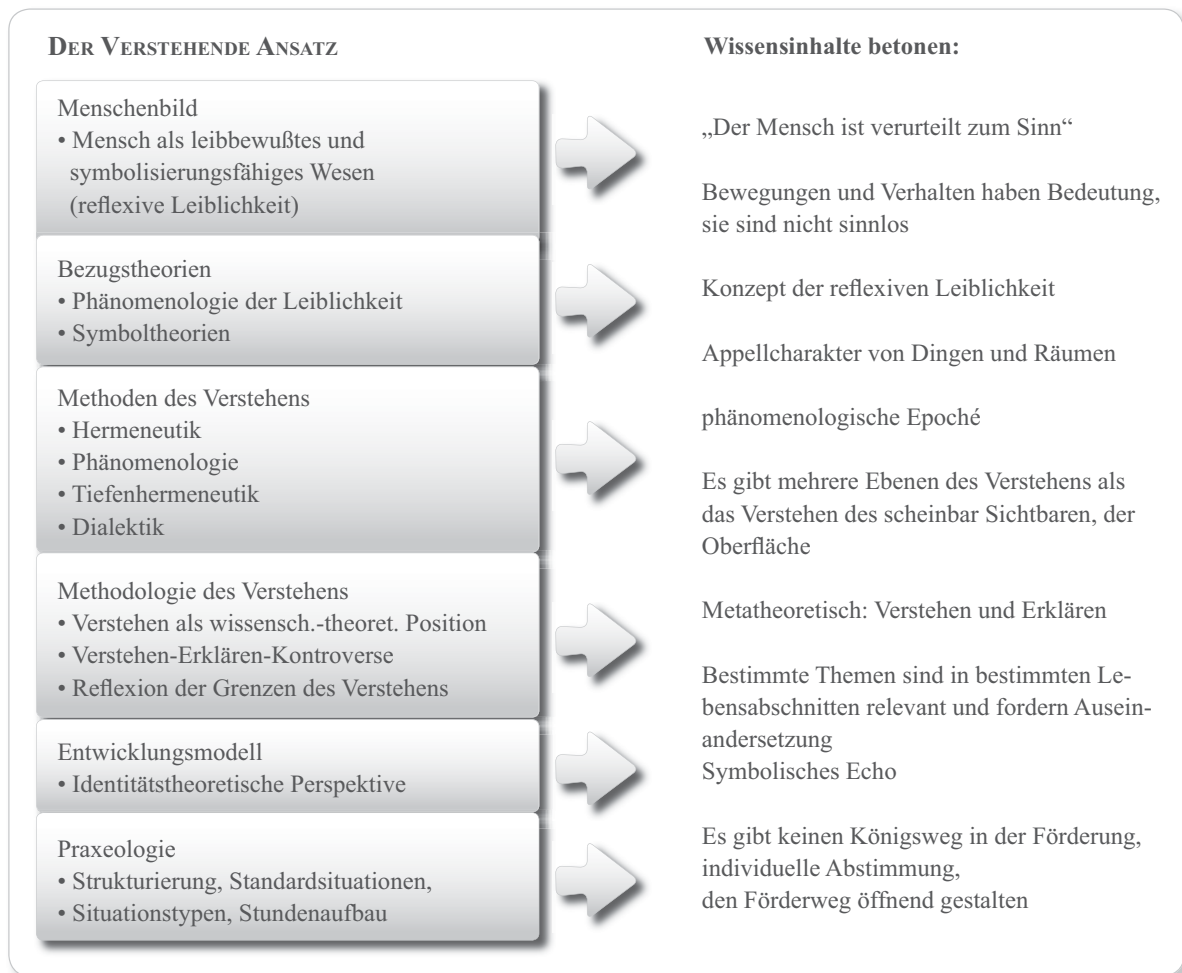 DER VERSTEHENDE ANSATZ
Menschenbild
• Mensch als leibbewußtes und
symbolisierungsfähiges Wesen
(reflexive Leiblichkeit)
Bezugstheorien
• Phänomenologie der Leiblichkeit
• Symboltheorien
Methoden des Verstehens
• Hermeneutik
• Phänomenologie
• Tiefenhermeneutik
• Dialektik
Methodologie des Verstehens
• Verstehen als wissensch.-theoret. Position
• Verstehen-Erklären-Kontroverse
• Reflexion der Grenzen des Verstehens
Entwicklungsmodell
• Identitätstheoretische Perspektive
Praxeologie
• Strukturierung, Standardsituationen,
• Situationstypen, Stundenaufbau
Wissensinhalte betonen:
„Der Mensch ist verurteilt zum Sinn“
Bewegungen und Verhalten haben Bedeutung,
sie sind nicht sinnlos
Konzept der reflexiven Leiblichkeit
Appellcharakter von Dingen und Räumen
phänomenologische Epoché
Es gibt mehrere Ebenen des Verstehens als
das Verstehen des scheinbar Sichtbaren, der
Oberfläche
Metatheoretisch: Verstehen und Erklären
Bestimmte Themen sind in bestimmten Le-
bensabschnitten relevant und fordern Ausein-
andersetzung
Symbolisches Echo
Es gibt keinen Königsweg in der Förderung,
individuelle Abstimmung,
den Förderweg öffnend gestalten